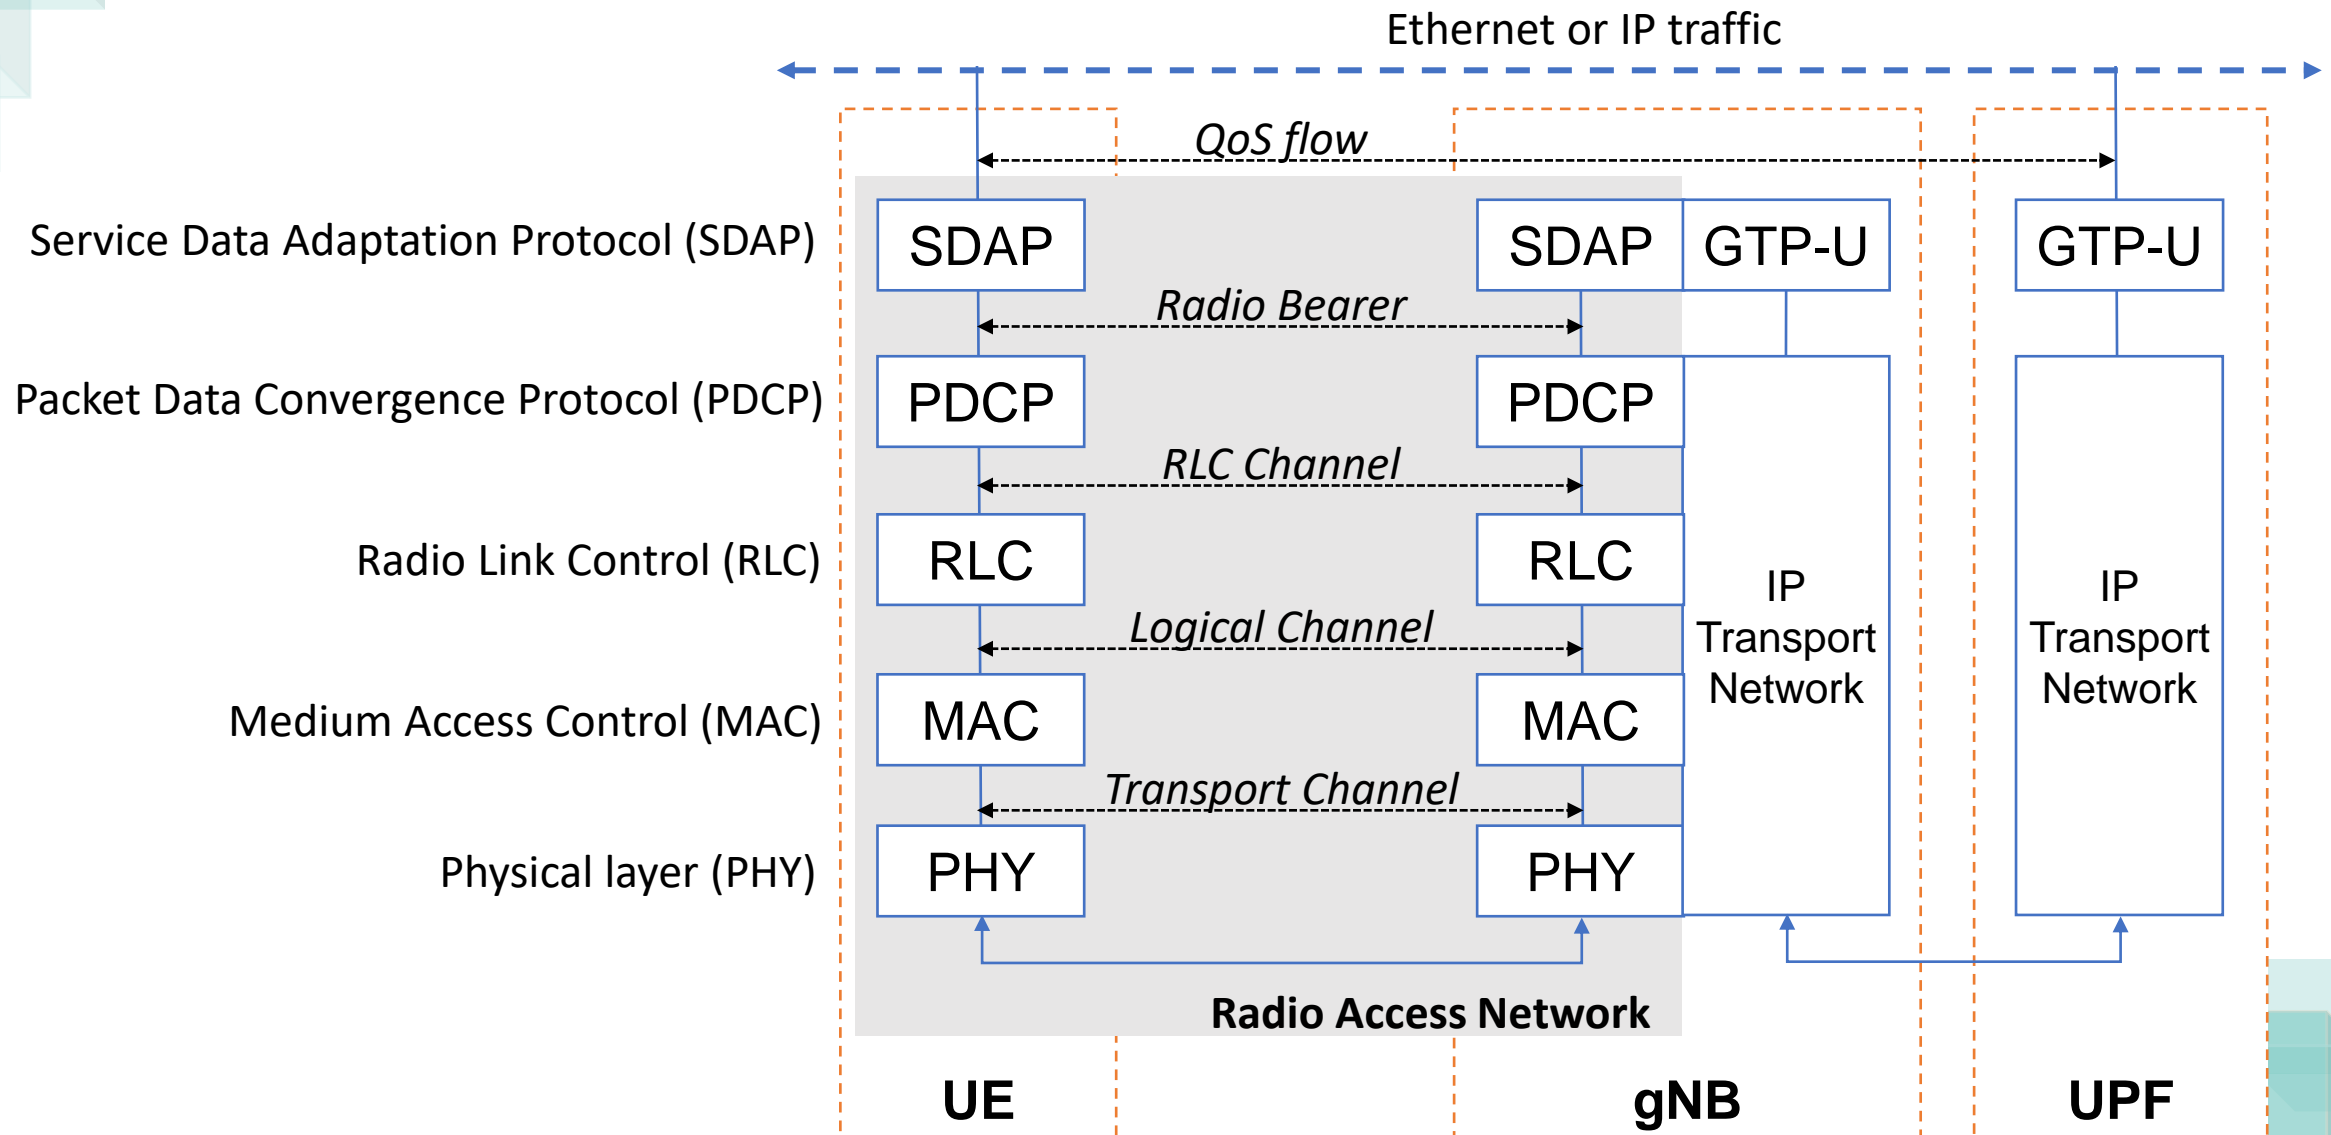 Ethernet or IP traffic
QoS flow
Service Data Adaptation Protocol (SDAP)
SDAP
SDAP
GTP-U
GTP-U
Radio Bearer
Packet Data Convergence Protocol (PDCP)
PDCP
PDCP
RLC Channel
Radio Link Control (RLC)
RLC
RLC
IP
Transport
Network
IP
Transport
Network
Logical Channel
Medium Access Control (MAC)
MAC
MAC
Transport Channel
Physical layer (PHY)
PHY
PHY
Radio Access Network
UE
gNB
UPF